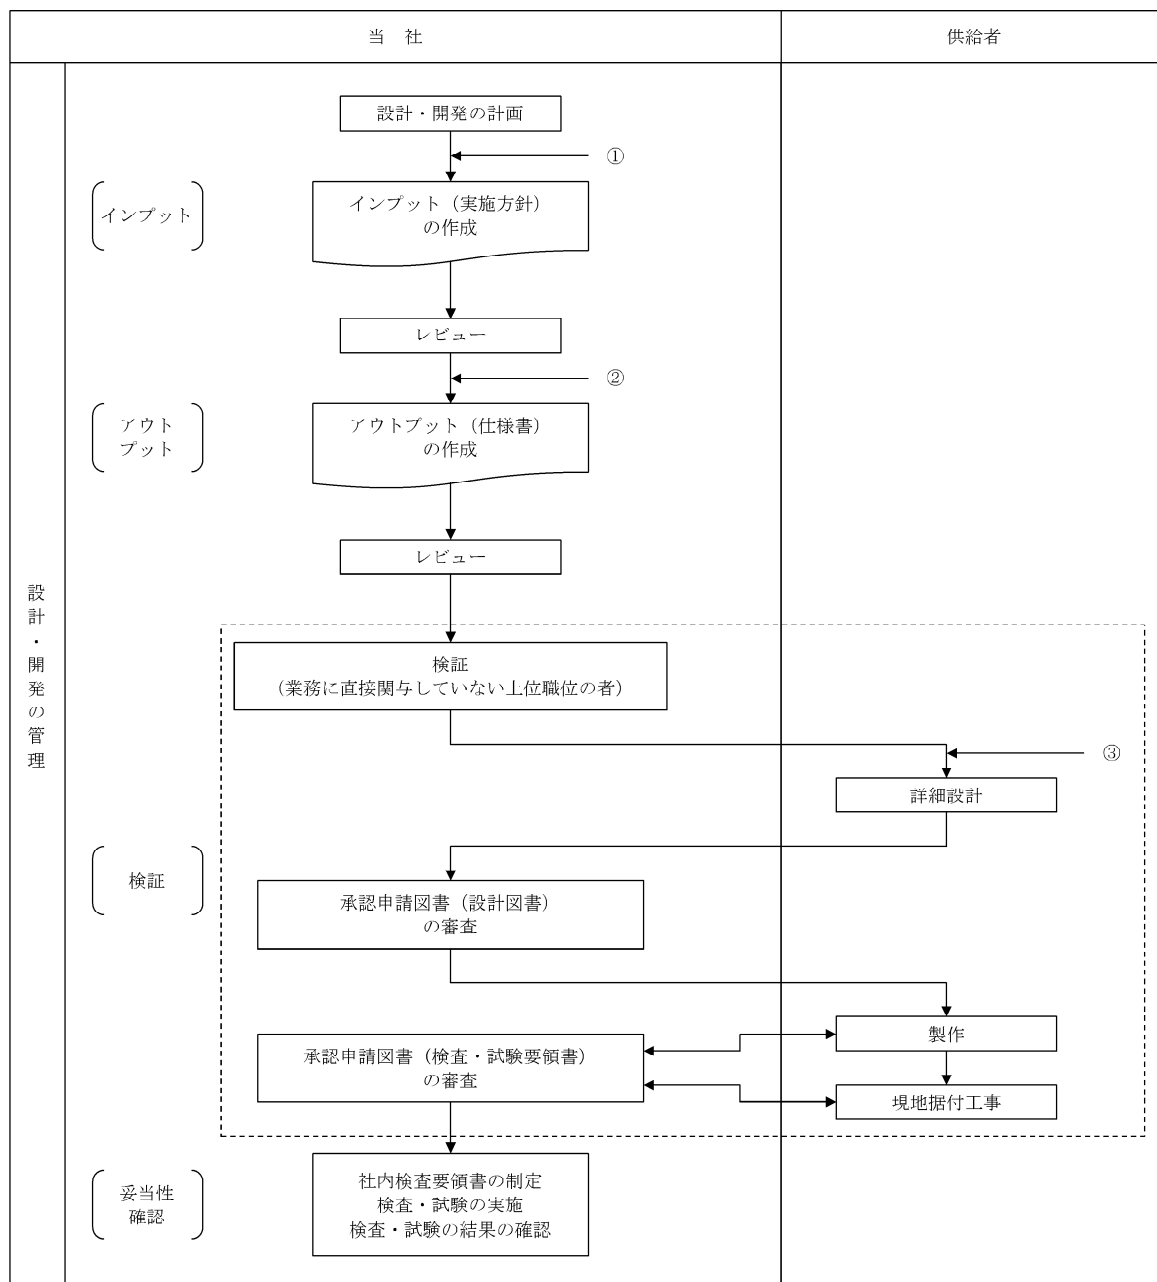 当 社
供給者
設計・開発の管理
設計・開発の計画
①
インプット
インプット（実施方針）
の作成
レビュー
②
アウト
プット
アウトプット（仕様書）
の作成
レビュー
検証
（業務に直接関与していない上位職位の者）
③
詳細設計
検証
承認申請図書（設計図書）
の審査
製作
承認申請図書（検査・試験要領書）
の審査
現地据付工事
妥当性
確認
社内検査要領書の制定
検査・試験の実施
検査・試験の結果の確認